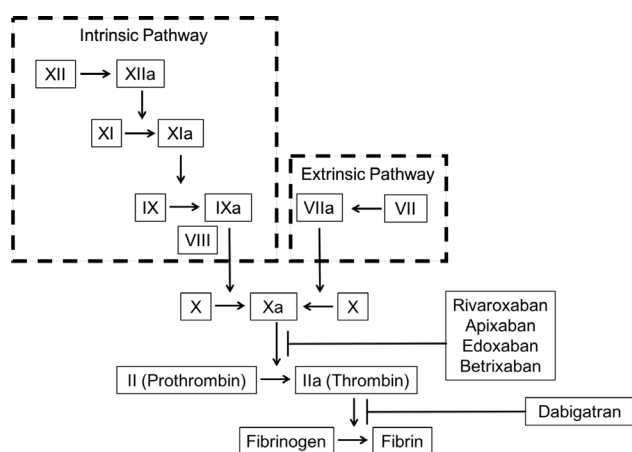 Intrinsic Pathway
XII
XIIa
XI
XIa
Extrinsic Pathway
IX
IXa
VIIa
VII
VIII
X
Xa
X
Rivaroxaban
Apixaban
Edoxaban
Betrixaban
II (Prothrombin)
IIa (Thrombin)
Dabigatran
Fibrinogen
Fibrin